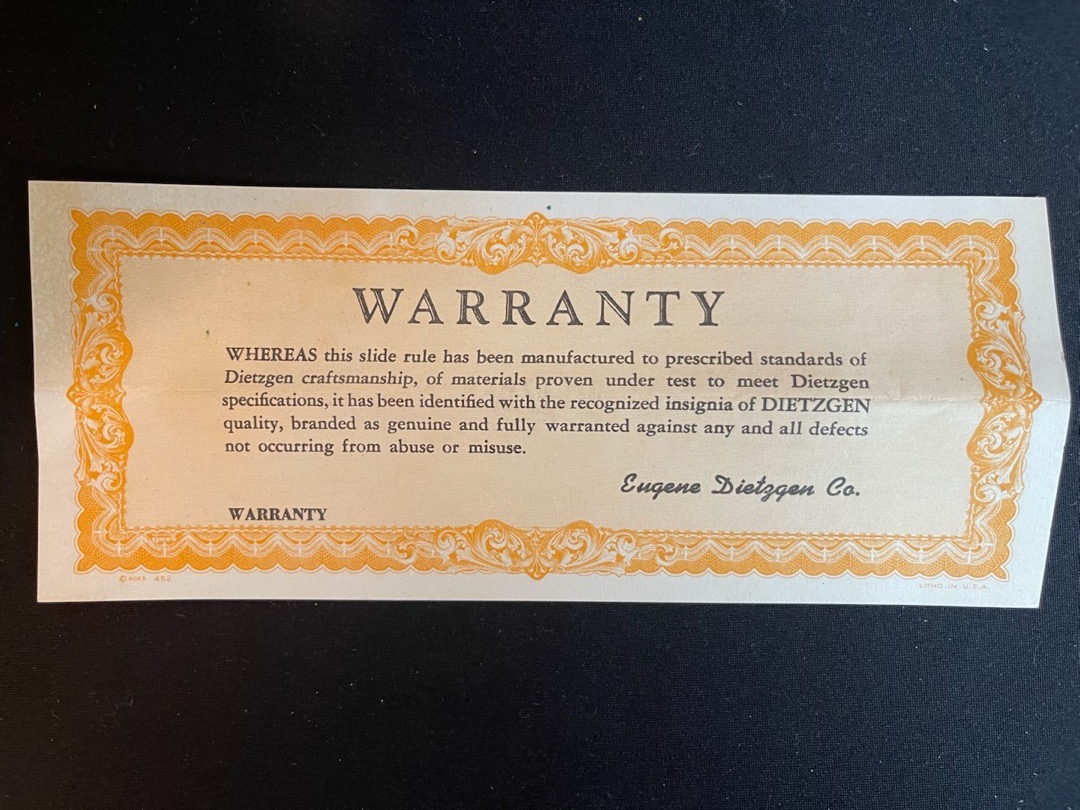 WARRANTY
WHEREAS this slide rule has been manufactured to prescribed standards of
Dietzgen craftsmanship, of materials proven under test to meet Dietzgen
specifications, it has been identified with the recognized insignia of DIETZGEN
quality, branded as genuine and fully warranted against any and all defects
not occurring from abuse or misuse.
Eugene Dietzgen Co.
WARRANTY
© GOES 452
LITHO. IN U.S.A.